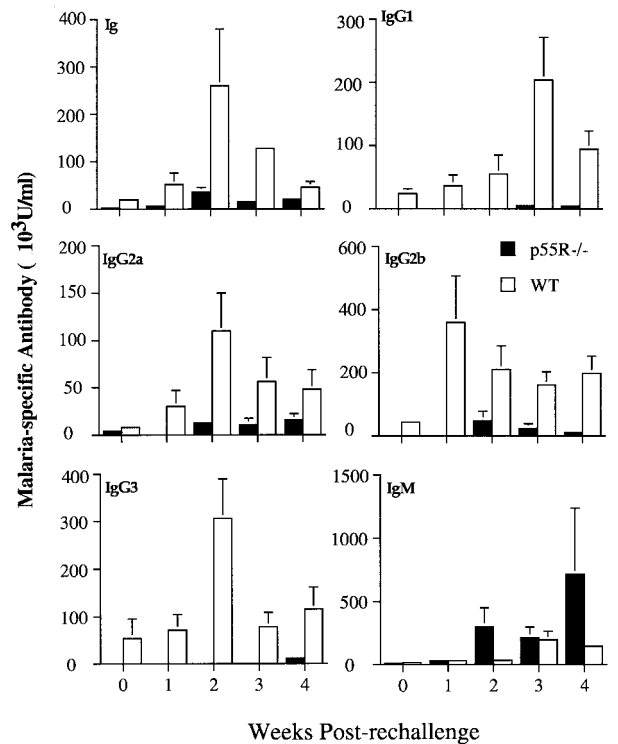 Ig
400
300
200
100
0
IgG1
300
200
100
0
IgG2a
200
150
100
50
0
IgG2b
600
400
200
0
p55R-/-
WT
IgG3
400
300
200
100
0
IgM
1500
1000
500
0
0 1 2 3 4
0 1 2 3 4
Malaria-specific Antibody ( 10³U/ml)
Weeks Post-rechallenge